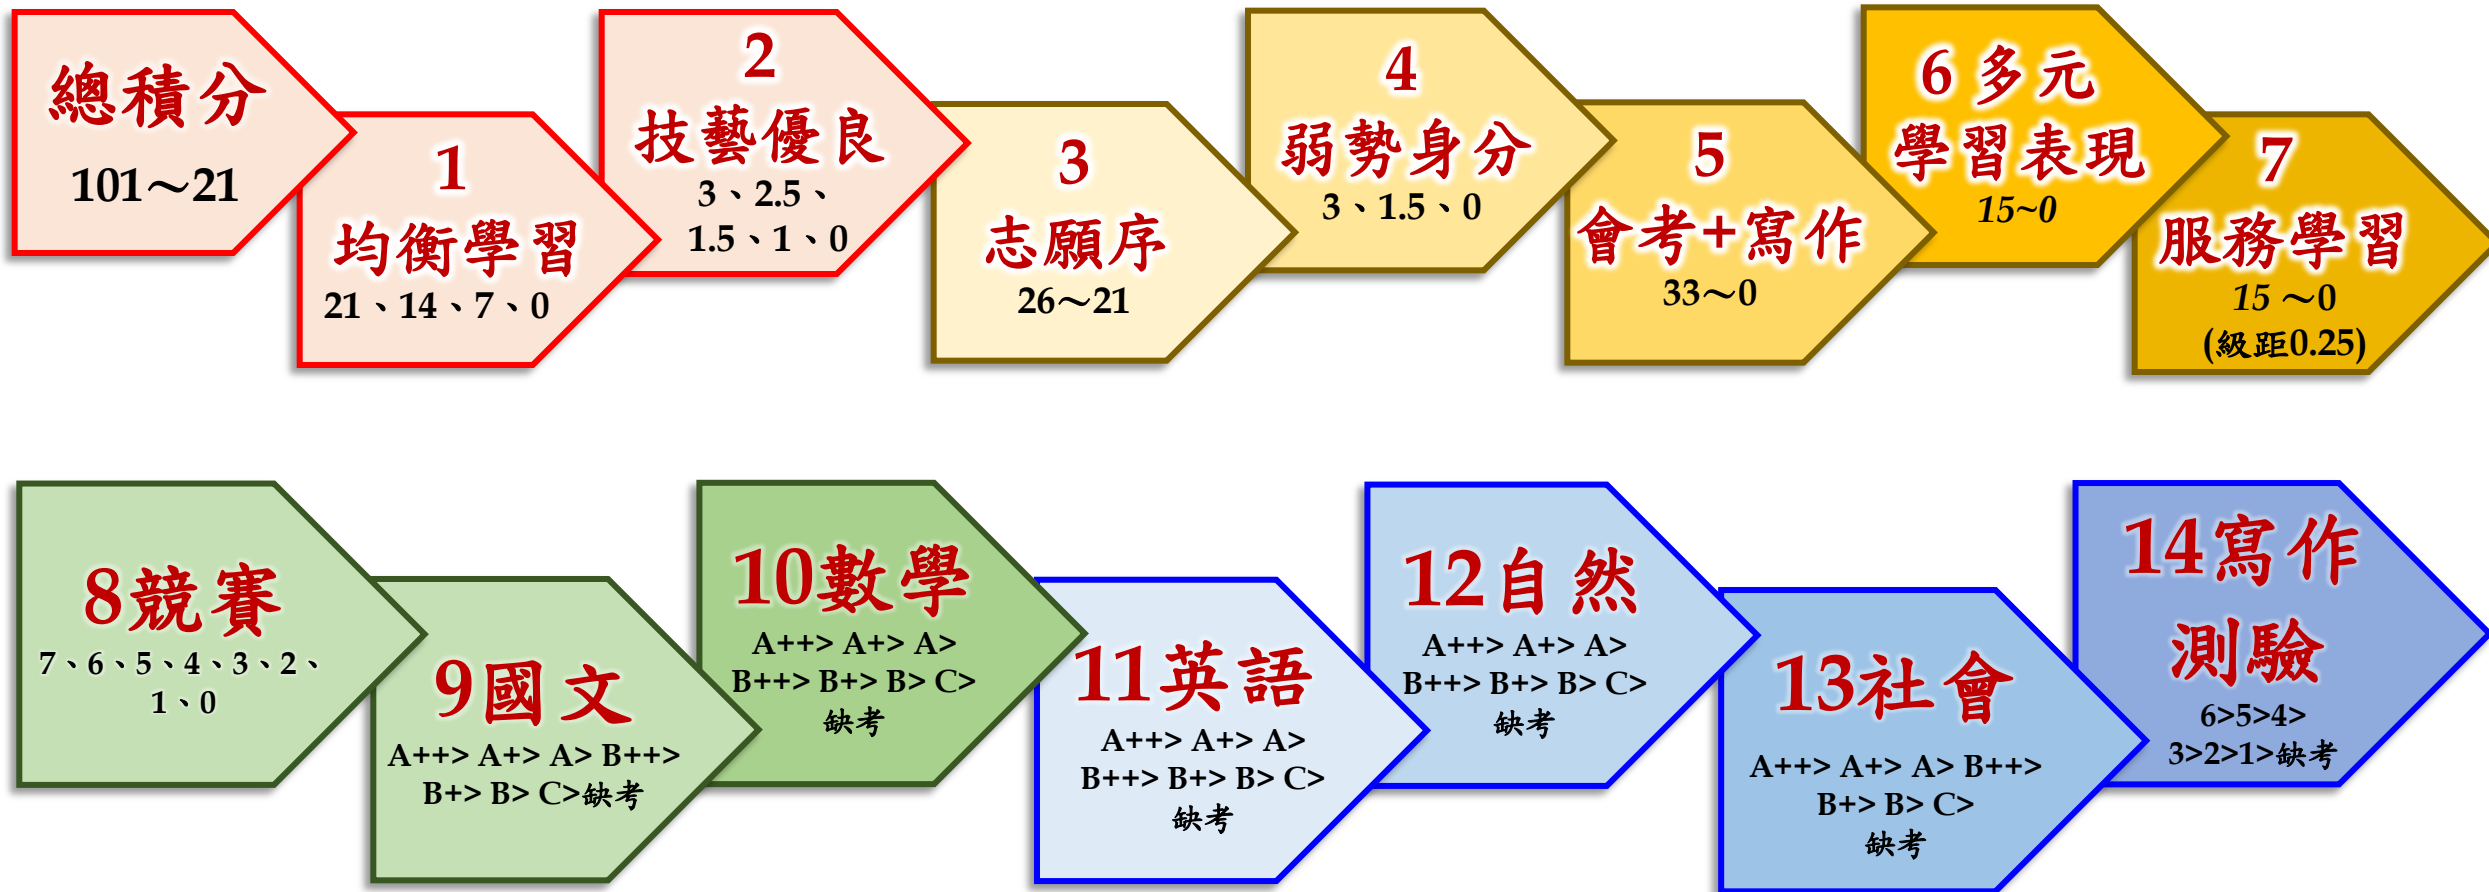 總積分
101～21
1
均衡學習
21、14、7、0
2
技藝優良
3、2.5、
1.5、1、0
3
志願序
26～21
4
弱勢身分
3、1.5、0
5
會考+寫作
33～0
6 多元
學習表現
15~0
7
服務學習
15 ～0
(級距0.25)
8競賽
7、6、5、4、3、2、
1、0
9國文
A++> A+> A> B++>
B+> B> C>缺考
10數學
A++> A+> A>
B++> B+> B> C>
缺考
11英語
A++> A+> A>
B++> B+> B> C>
缺考
12自然
A++> A+> A>
B++> B+> B> C>
缺考
13社會
A++> A+> A> B++>
B+> B> C>
缺考
14寫作
測驗
6>5>4>
3>2>1>缺考